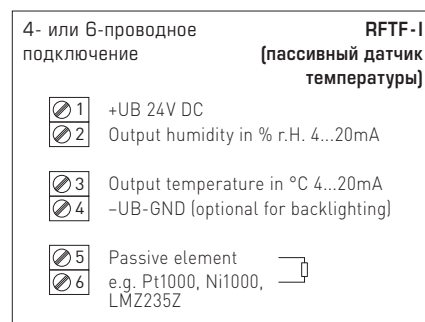 4- или 6-проводное
подключение
RFTF-I
(пассивный датчик
температуры)
1 +UB 24V DC
2 Output humidity in % r.H. 4...20mA
3 Output temperature in °C 4...20mA
4 –UB-GND (optional for backlighting)
5 Passive element
6 e.g. Pt1000, Ni1000,
LMZ235Z